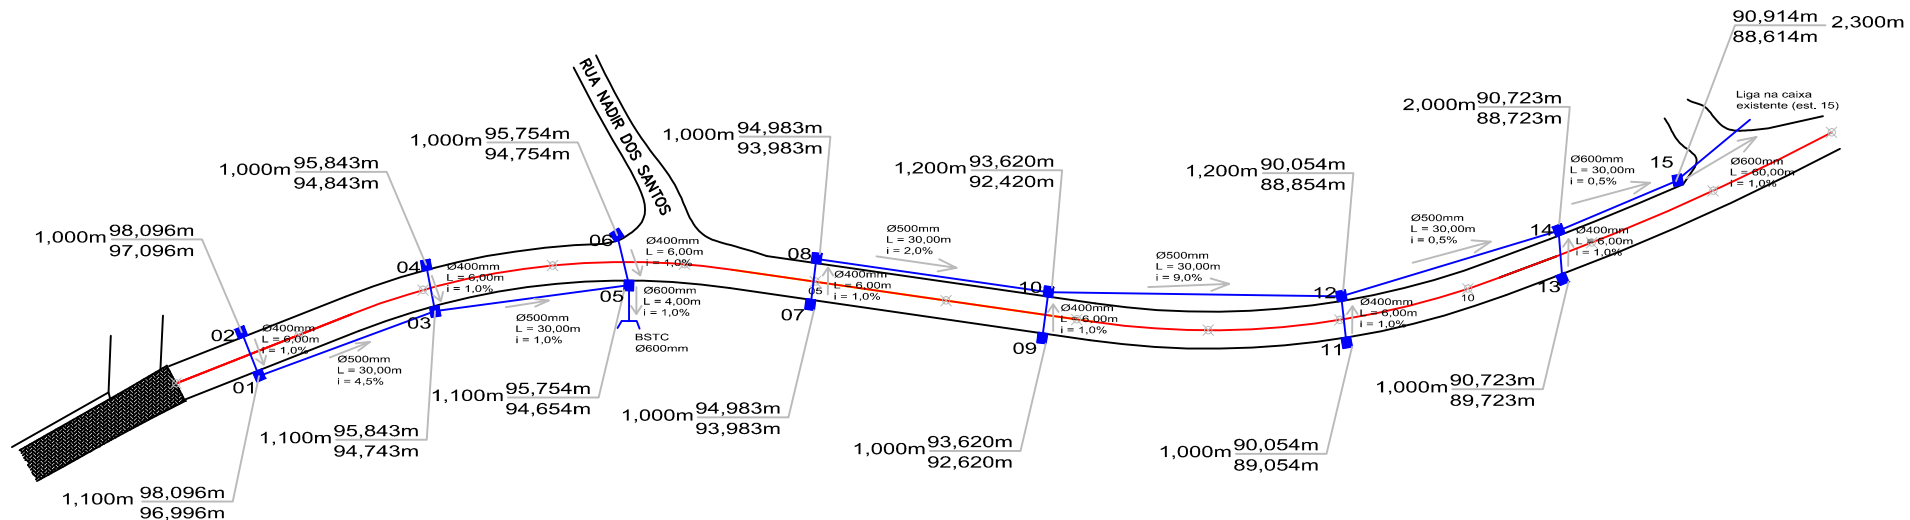 90,914m
88,614m
2,300m
RUA NADIR DOS SANTOS
Liga na caixa
existente (est. 15)
2,000m
90,723m
88,723m
1,000m
95,754m
94,754m
1,000m
94,983m
93,983m
1,000m
95,843m
94,843m
1,200m
93,620m
92,420m
1,200m
90,054m
88,854m
15
Ø600mm
L = 30,00m
i = 0,5%
Ø600mm
L = 60,00m
i = 1,0%
1,000m
98,096m
97,096m
06
Ø400mm
L = 6,00m
i = 1,0%
08
Ø500mm
L = 30,00m
i = 2,0%
Ø500mm
L = 30,00m
i = 0,5%
14
Ø400mm
L = 6,00m
i = 1,0%
04
Ø400mm
L = 6,00m
i = 1,0%
Ø500mm
L = 30,00m
i = 9,0%
05
Ø600mm
L = 4,00m
i = 1,0%
05
Ø400mm
L = 6,00m
i = 1,0%
10
12
10
13
03
Ø500mm
L = 30,00m
i = 1,0%
07
Ø400mm
L = 6,00m
i = 1,0%
Ø400mm
L = 6,00m
i = 1,0%
02
Ø400mm
L = 6,00m
i = 1,0%
BSTC
Ø600mm
09
11
01
Ø500mm
L = 30,00m
i = 4,5%
1,100m
95,754m
94,654m
1,000m
90,723m
89,723m
1,000m
94,983m
93,983m
1,100m
95,843m
94,743m
1,000m
93,620m
92,620m
1,000m
90,054m
89,054m
1,100m
98,096m
96,996m